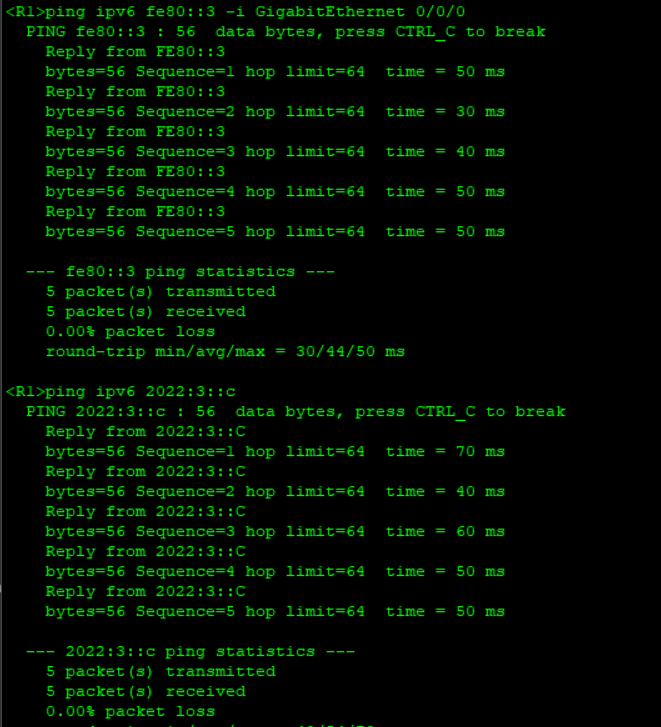 <R1>ping ipv6 fe80::3 -i GigabitEthernet 0/0/0
PING fe80::3 : 56  data bytes, press CTRL_C to break
Reply from FE80::3
bytes=56 Sequence=1 hop limit=64  time = 50 ms
Reply from FE80::3
bytes=56 Sequence=2 hop limit=64  time = 30 ms
Reply from FE80::3
bytes=56 Sequence=3 hop limit=64  time = 40 ms
Reply from FE80::3
bytes=56 Sequence=4 hop limit=64  time = 50 ms
Reply from FE80::3
bytes=56 Sequence=5 hop limit=64  time = 50 ms
--- fe80::3 ping statistics ---
5 packet(s) transmitted
5 packet(s) received
0.00% packet loss
round-trip min/avg/max = 30/44/50 ms
<R1>ping ipv6 2022:3::c
PING 2022:3::c : 56  data bytes, press CTRL_C to break
Reply from 2022:3::C
bytes=56 Sequence=1 hop limit=64  time = 70 ms
Reply from 2022:3::C
bytes=56 Sequence=2 hop limit=64  time = 40 ms
Reply from 2022:3::C
bytes=56 Sequence=3 hop limit=64  time = 60 ms
Reply from 2022:3::C
bytes=56 Sequence=4 hop limit=64  time = 50 ms
Reply from 2022:3::C
bytes=56 Sequence=5 hop limit=64  time = 50 ms
--- 2022:3::c ping statistics ---
5 packet(s) transmitted
5 packet(s) received
0.00% packet loss